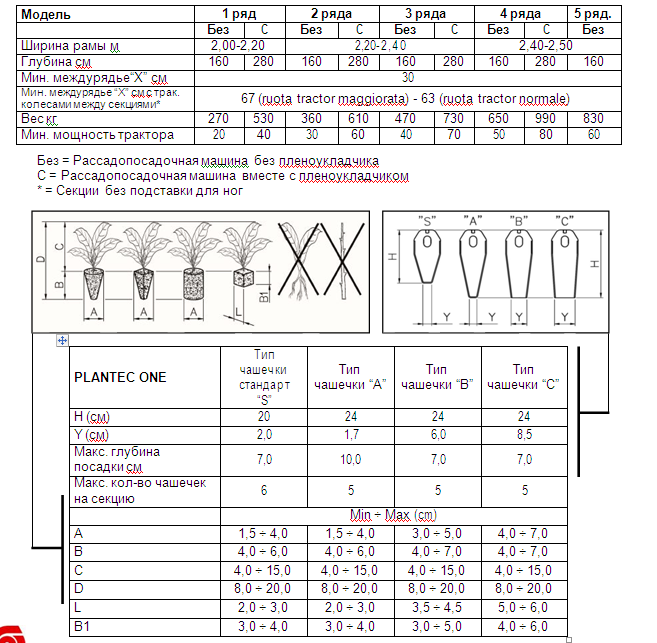 Модель 1 ряд 2 ряда 3 ряда 4 ряда 5 ряд.
Без С Без С Без С Без С Без
Ширина рамы м 2,00-2,20 2,20-2,40 2,40-2,50
Глубина см 160 280 160 280 160 280 160 280 160
Мин. междурядье“X” см 30
Мин. междурядье “X” см с трак.
колесами между секциями* 67 (ruota tractor maggiorata) - 63 (ruota tractor normale)
Вес кг 270 530 360 610 470 730 650 990 830
Мин. мощность трактора 20 40 30 60 40 70 50 80 60
Без = Рассадопосадочная машина без пленоукладчика
С = Рассадопосадочная машина вместе с пленоукладчиком
* = Секции без подставки для ног
D C B A A A L B1
"S" "A" "B" "C"
H H
Y Y Y Y
PLANTEC ONE
Тип
чашечки
стандарт
“S”
Тип
чашечки “A”
Тип
чашечки “B”
Тип
чашечки “C”
H (см) 20 24 24 24
Y (см) 2,0 1,7 6,0 8,5
Макс. глубина
посадки см 7,0 10,0 7,0 7,0
Макс. кол-во чашечек
на секцию 6 5 5 5
Min ÷ Max (cm)
A 1,5 ÷ 4,0 1,5 ÷ 4,0 3,0 ÷ 5,0 4,0 ÷ 7,0
B 4,0 ÷ 6,0 4,0 ÷ 6,0 4,0 ÷ 7,0 4,0 ÷ 7,0
C 4,0 ÷ 15,0 4,0 ÷ 15,0 4,0 ÷ 15,0 4,0 ÷ 15,0
D 8,0 ÷ 20,0 8,0 ÷ 20,0 8,0 ÷ 20,0 8,0 ÷ 20,0
L 2,0 ÷ 3,0 2,0 ÷ 3,0 3,5 ÷ 4,5 5,0 ÷ 6,0
B1 3,0 ÷ 4,0 3,0 ÷ 4,0 3,0 ÷ 5,0 4,0 ÷ 6,0